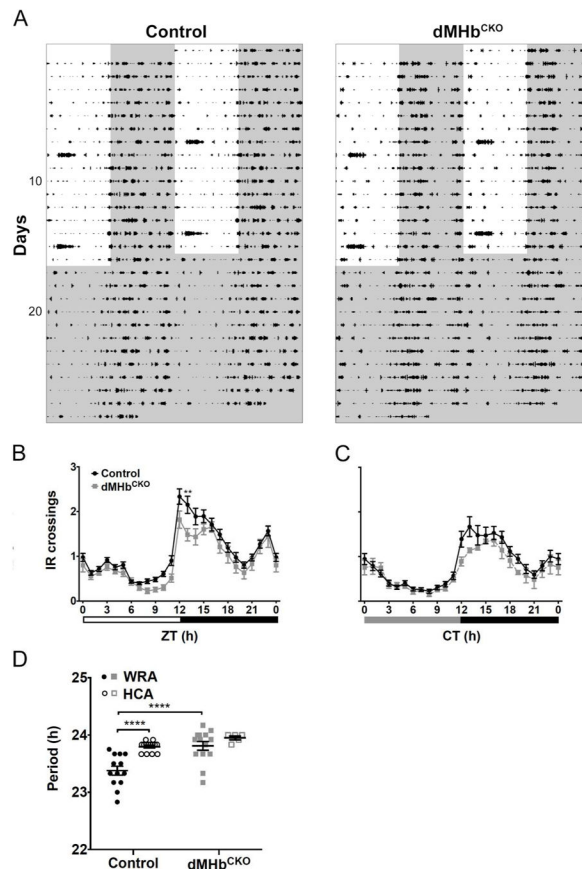 A
Control
dMHb^CKO
Days
10
20
B
C
3
2
1
0
IR crossings
Control
dMHb^CKO
**
0 3 6 9 12 15 18 21 0
ZT (h)
0 3 6 9 12 15 18 21 0
CT (h)
D
25
24
23
22
Period (h)
WRA
HCA
****
****
Control
dMHb^CKO